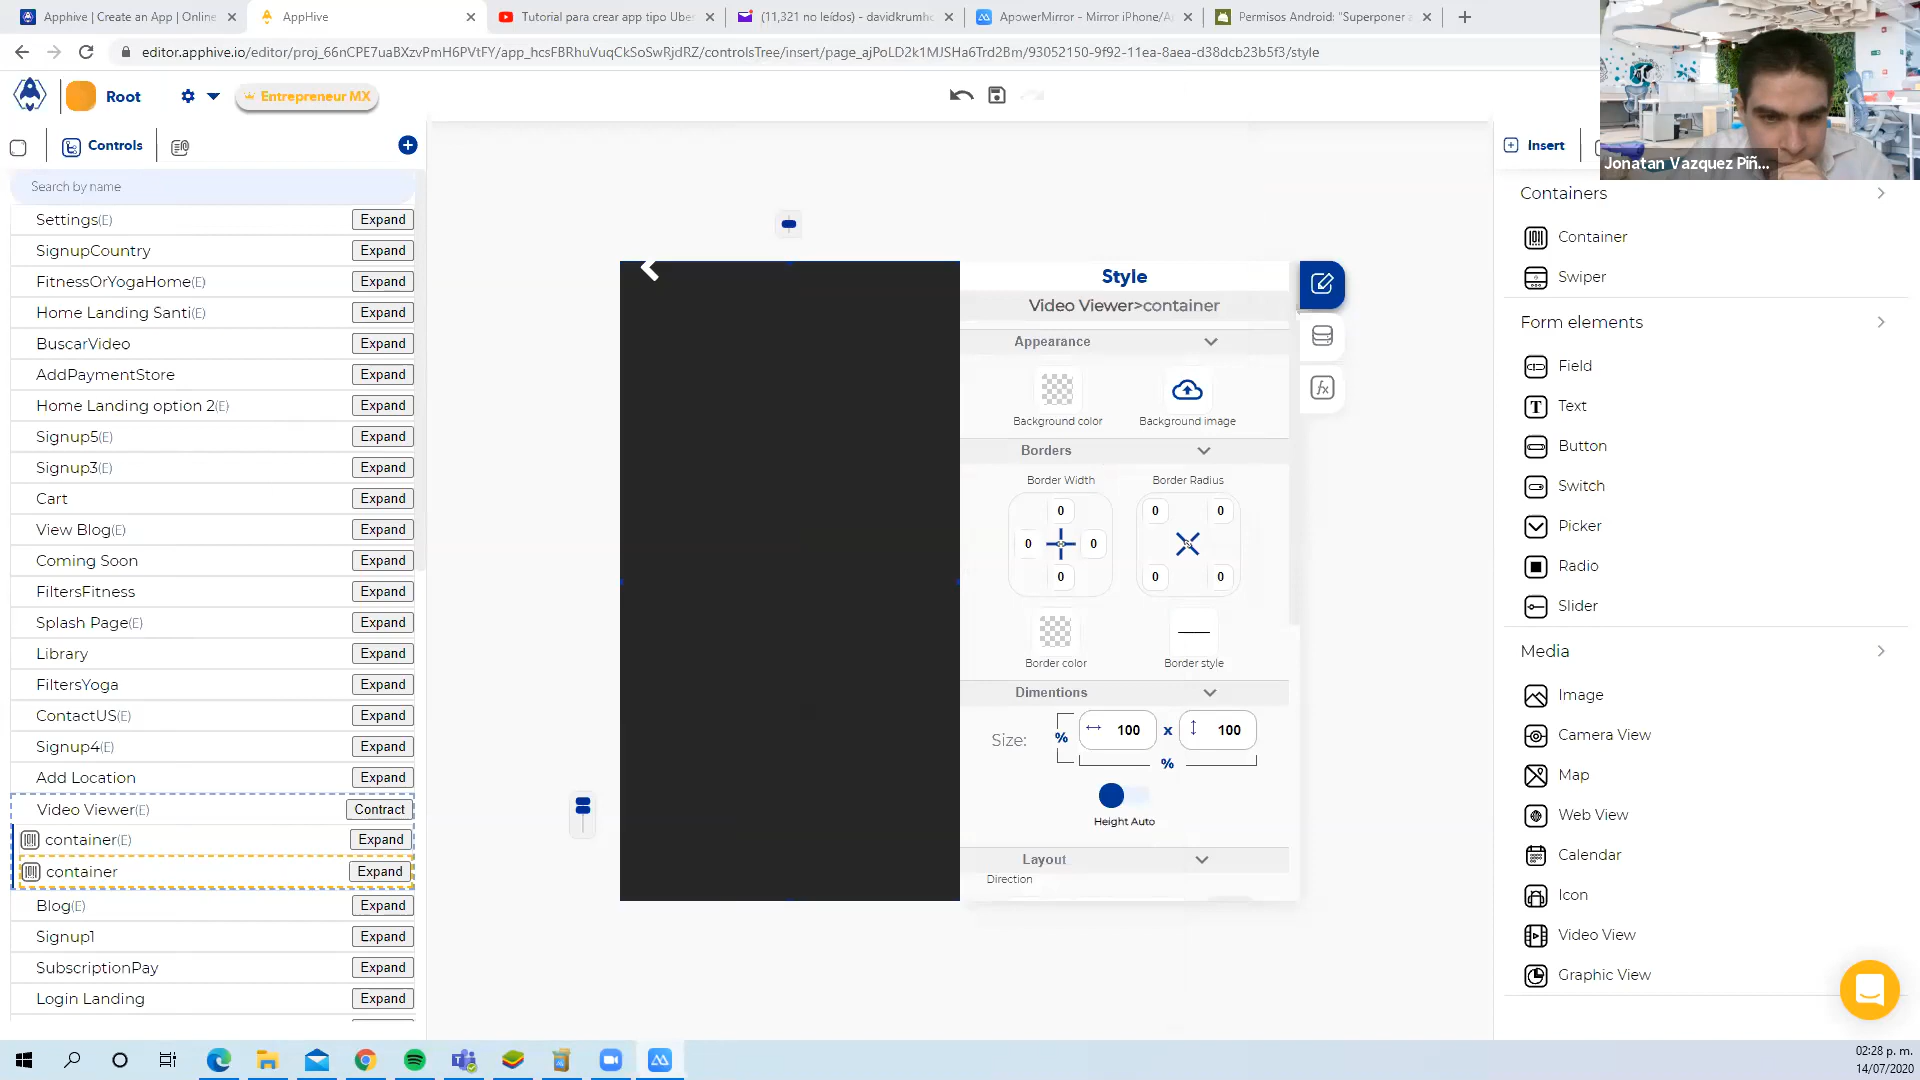 Apphive | Create an App | Online
AppHive
Tutorial para crear app tipo Uber
(11,321 no leídos) - davidkrumh
ApowerMirror - Mirror iPhone/A
Permisos Android: "Superponer a
editor.apphive.io/editor/proj_66nCPE7uaBXzvPmH6PVtFY/app_hcsFBRhuVuqCkSoSwRjdRZ/controlsTree/insert/page_ajPoLD2k1MJSHa6Trd2Bm/93052150-9f92-11ea-8aea-d38dcb23b5f3/style
Root
Entrepreneur MX
Controls
Search by name
Settings(E) Expand
SignupCountry Expand
FitnessOrYogaHome(E) Expand
Home Landing Santi(E) Expand
BuscarVideo Expand
AddPaymentStore Expand
Home Landing option 2(E) Expand
Signup5(E) Expand
Signup3(E) Expand
Cart Expand
View Blog(E) Expand
Coming Soon Expand
FiltersFitness Expand
Splash Page(E) Expand
Library Expand
FiltersYoga Expand
ContactUS(E) Expand
Signup4(E) Expand
Add Location Expand
Video Viewer(E) Contract
container(E) Expand
container Expand
Blog(E) Expand
Signup1 Expand
SubscriptionPay Expand
Login Landing Expand
Style
Video Viewer>container
Appearance
Background color Background image
Borders
Border Width Border Radius
0 0 0
0 0
0 0 0
Border color Border style
Dimentions
Size: % 100 x 100
%
Height Auto
Layout
Direction
fx
Insert
Jonatan Vazquez Piñ...
Containers
Container
Swiper
Form elements
Field
Text
Button
Switch
Picker
Radio
Slider
Media
Image
Camera View
Map
Web View
Calendar
Icon
Video View
Graphic View
02:28 p. m.
14/07/2020